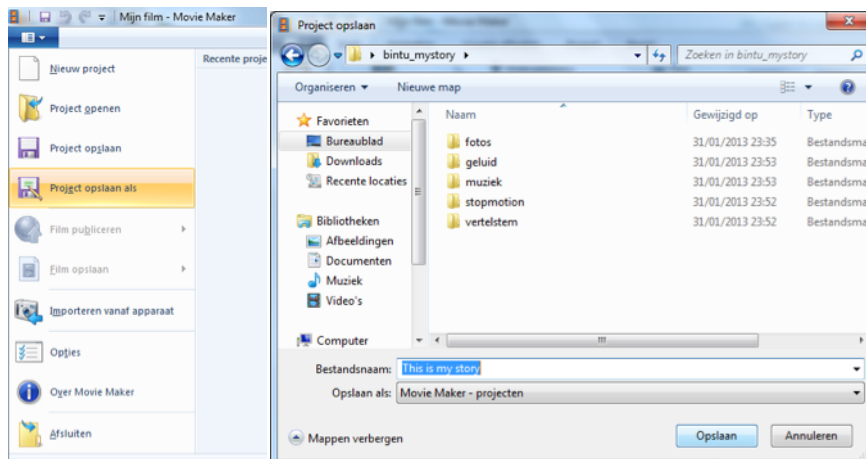 Mijn film - Movie Maker
Recente proje
Nieuw project
Project openen
Project opslaan
Project opslaan als
Film publiceren
Film opslaan
Importeren vanaf apparaat
Opties
Over Movie Maker
Afsluiten
Project opslaan
bintu_mystory
Zoeken in bintu_mystory
Organiseren
Nieuwe map
Favorieten
Bureaublad
Downloads
Recente locaties
Bibliotheken
Afbeeldingen
Documenten
Muziek
Video's
Computer
Naam Gewijzigd op Type
fotos 31/01/2013 23:35 Bestandsma
geluid 31/01/2013 23:53 Bestandsma
muziek 31/01/2013 23:53 Bestandsma
stopmotion 31/01/2013 23:52 Bestandsma
vertelstem 31/01/2013 23:52 Bestandsma
Bestandsnaam: This is my story
Opslaan als: Movie Maker - projecten
Mappen verbergen
Opslaan
Annuleren